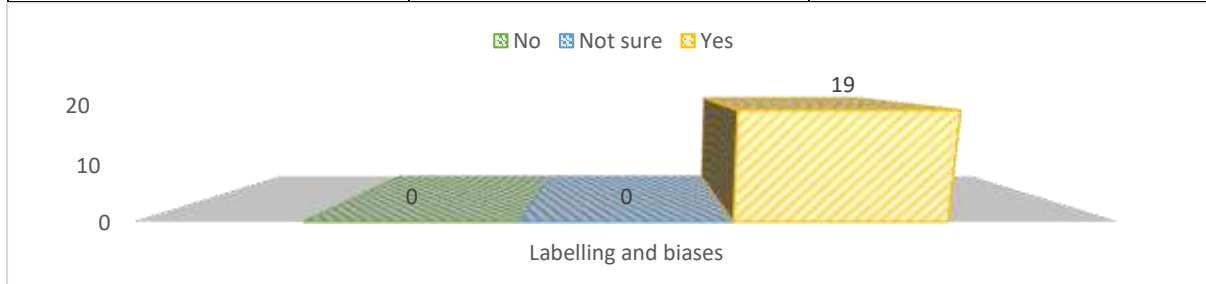 No Not sure Yes
19
20
10
0 0
0
Labelling and biases